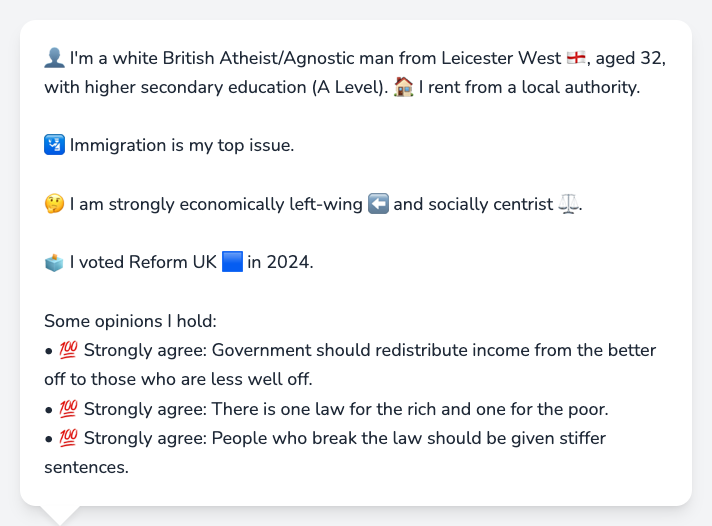 👤 I'm a white British Atheist/Agnostic man from Leicester West 🏴󠁧󠁢󠁥󠁮󠁧󠁿, aged 32,
with higher secondary education (A Level). 🏠 I rent from a local authority.
🛂 Immigration is my top issue.
🤔 I am strongly economically left-wing ⬅️ and socially centrist ⚖️.
🗳️ I voted Reform UK 🟦 in 2024.
Some opinions I hold:
• 💯 Strongly agree: Government should redistribute income from the better
off to those who are less well off.
• 💯 Strongly agree: There is one law for the rich and one for the poor.
• 💯 Strongly agree: People who break the law should be given stiffer
sentences.